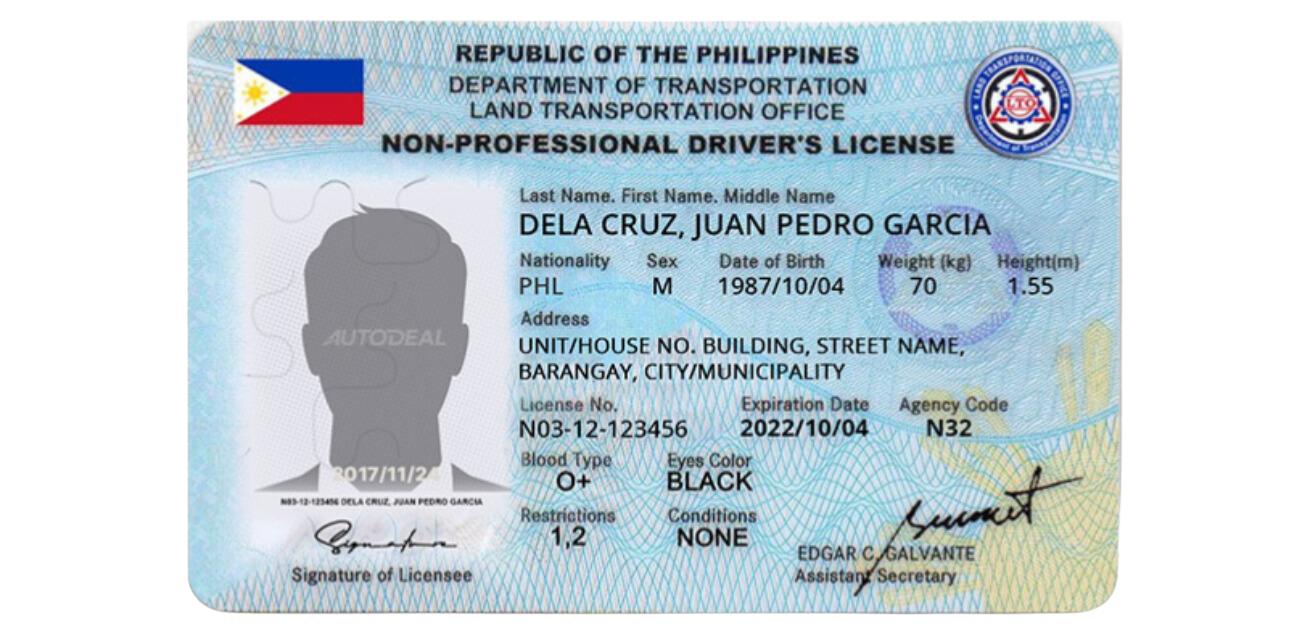 REPUBLIC OF THE PHILIPPINES
DEPARTMENT OF TRANSPORTATION
LAND TRANSPORTATION OFFICE
NON-PROFESSIONAL DRIVER'S LICENSE
LAND TRANSPORTATION OFFICE
LTO
Department of Transportation
Last Name. First Name. Middle Name
DELA CRUZ, JUAN PEDRO GARCIA
Nationality Sex Date of Birth Weight (kg) Height(m)
PHL M 1987/10/04 70 1.55
Address
UNIT/HOUSE NO. BUILDING, STREET NAME,
BARANGAY, CITY/MUNICIPALITY
License No. Expiration Date Agency Code
N03-12-123456 2022/10/04 N32
Blood Type Eyes Color
O+ BLACK
Restrictions Conditions
1,2 NONE
EDGAR C. GALVANTE
Assistant Secretary
AUTODEAL
2017/11/24
N03-12-123456 DELA CRUZ, JUAN PEDRO GARCIA
Signature
Signature of Licensee